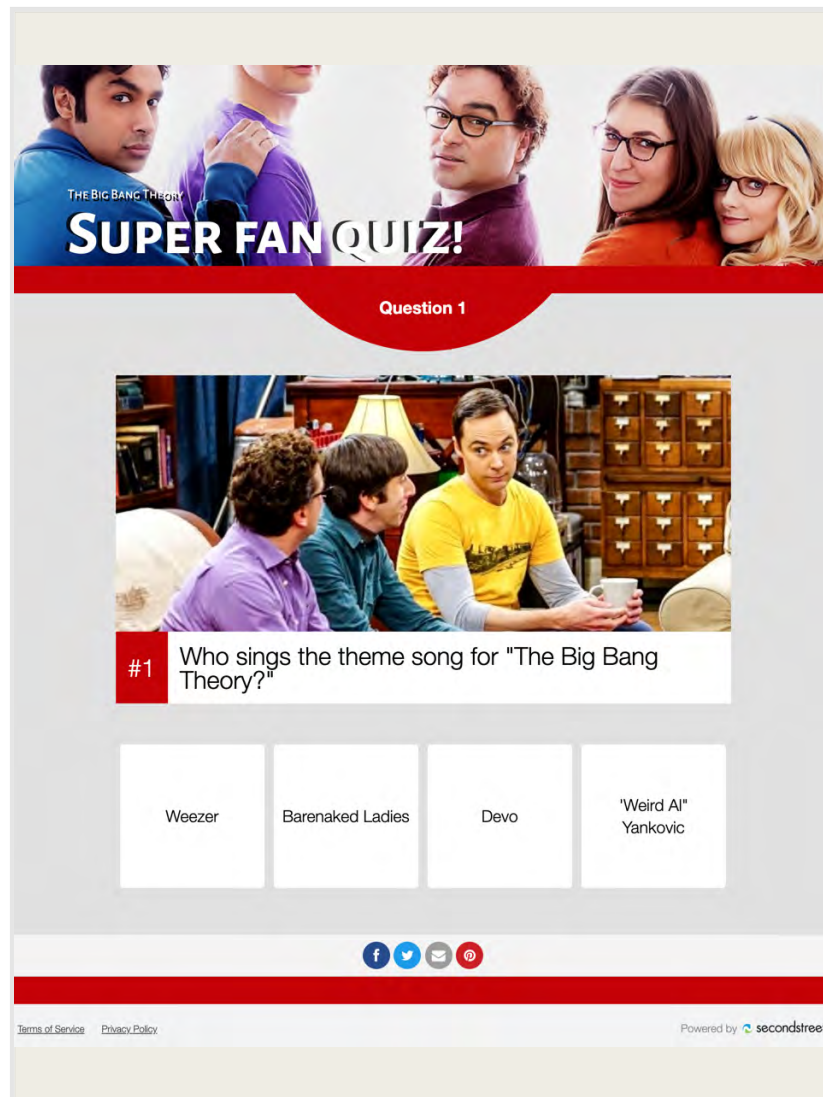 THE BIG BANG THEORY
SUPER FAN QUIZ!
Question 1
#1
Who sings the theme song for "The Big Bang
Theory?"
Weezer
Barenaked Ladies
Devo
'Weird Al"
Yankovic
Terms of Service Privacy Policy
Powered by secondstree